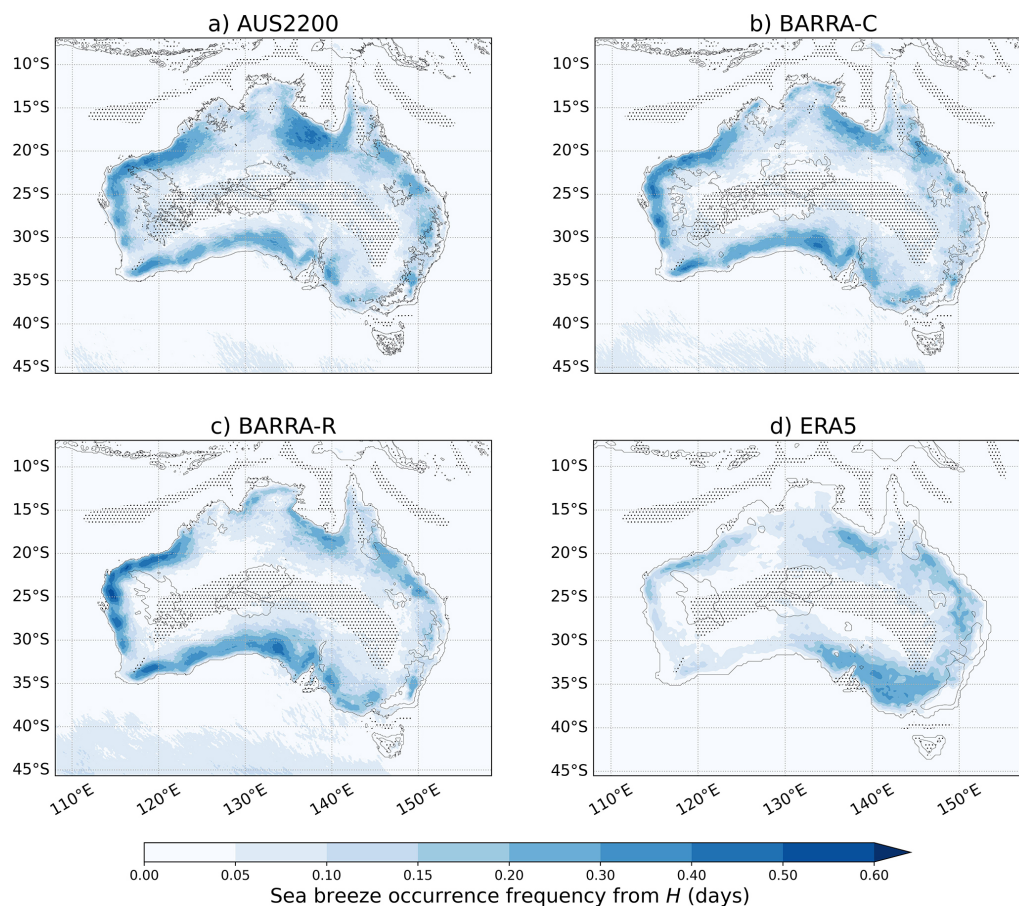 a) AUS2200
b) BARRA-C
10°S
15°S
20°S
25°S
30°S
35°S
40°S
45°S
10°S
15°S
20°S
25°S
30°S
35°S
40°S
45°S
c) BARRA-R
d) ERA5
10°S
15°S
20°S
25°S
30°S
35°S
40°S
45°S
10°S
15°S
20°S
25°S
30°S
35°S
40°S
45°S
110°E 120°E 130°E 140°E 150°E
110°E 120°E 130°E 140°E 150°E
0.00 0.05 0.10 0.15 0.20 0.30 0.40 0.50 0.60
Sea breeze occurrence frequency from H (days)